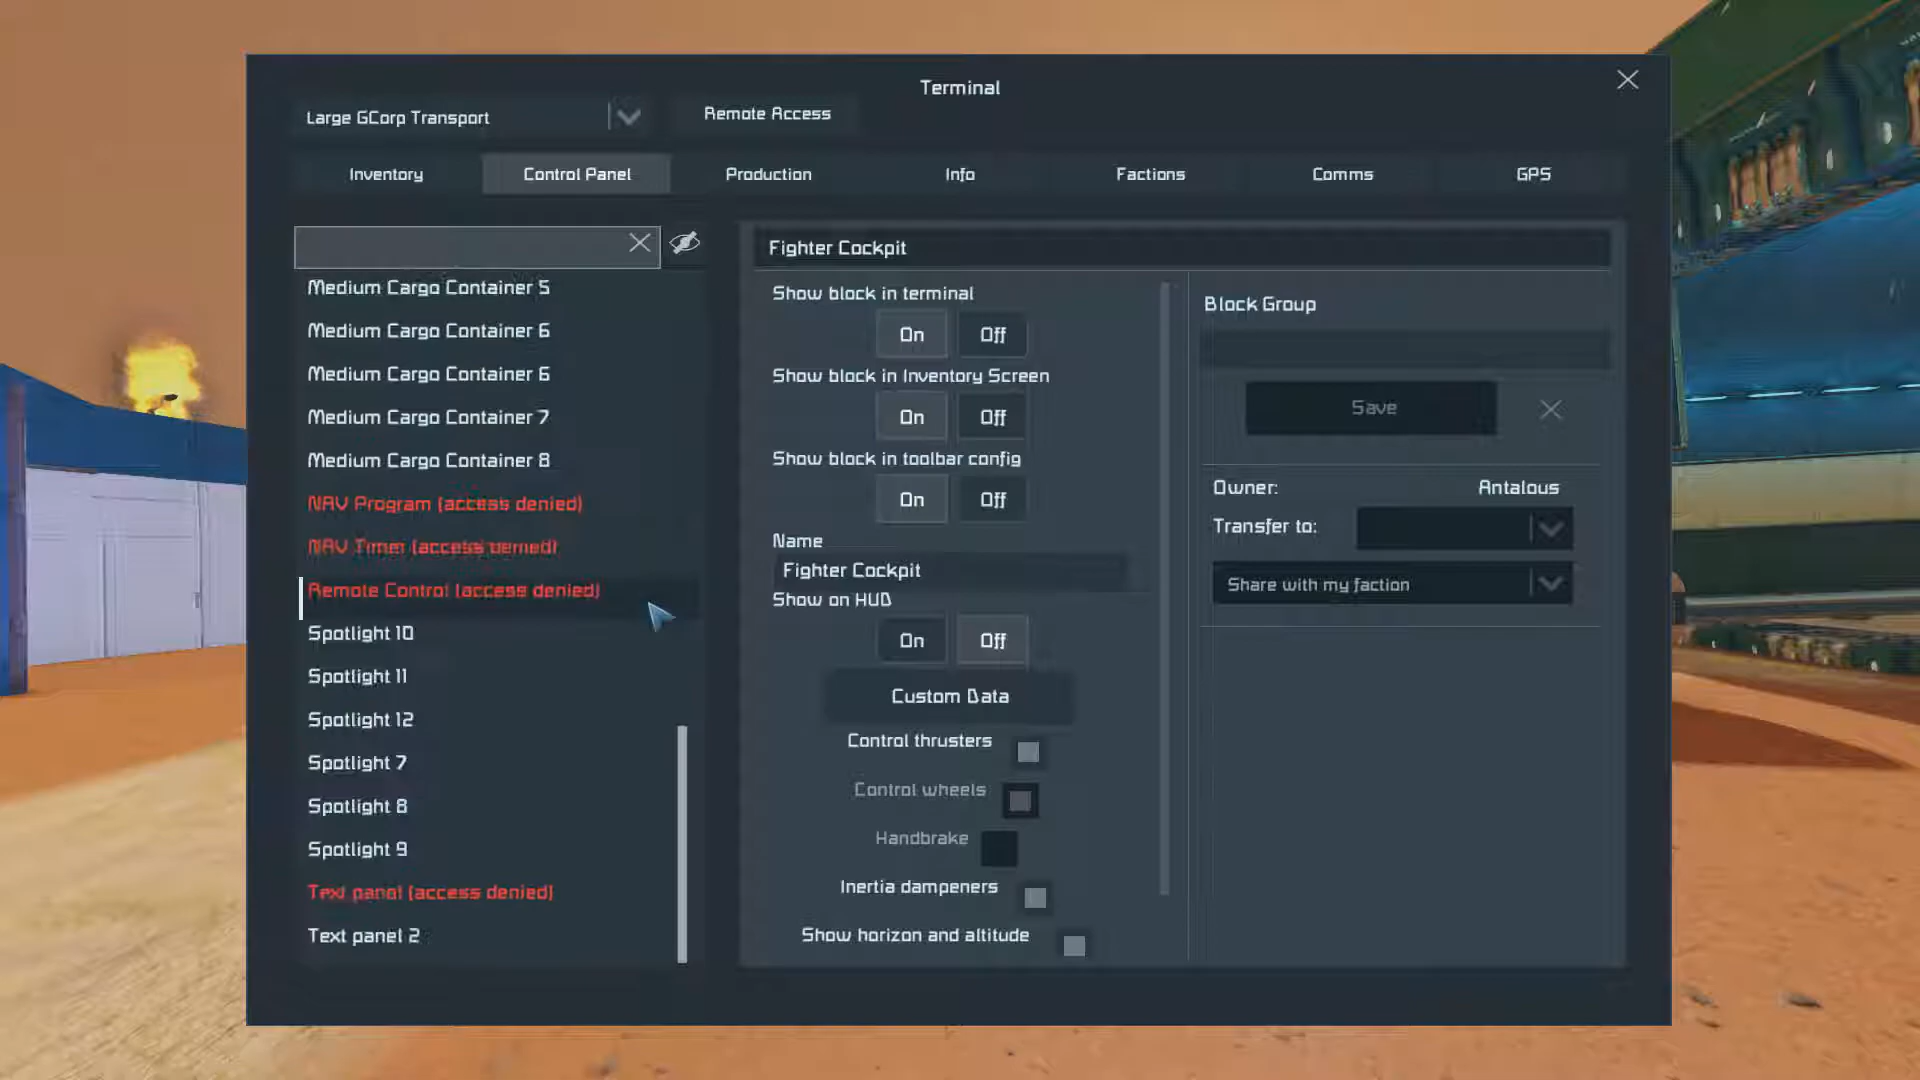 Terminal
Large GCorp Transport
Remote Access
Inventory
Control Panel
Production
Info
Factions
Comms
GPS
Medium Cargo Container 5
Medium Cargo Container 6
Medium Cargo Container 6
Medium Cargo Container 7
Medium Cargo Container 8
NAV Program (access denied)
NAV Timer (access denied)
Remote Control (access denied)
Spotlight 10
Spotlight 11
Spotlight 12
Spotlight 7
Spotlight 8
Spotlight 9
Text panel (access denied)
Text panel 2
Fighter Cockpit
Show block in terminal
On Off
Show block in Inventory Screen
On Off
Show block in toolbar config
On Off
Name
Fighter Cockpit
Show on HUD
On Off
Custom Data
Control thrusters
Control wheels
Handbrake
Inertia dampeners
Show horizon and altitude
Block Group
Save
Owner: Antalous
Transfer to:
Share with my faction